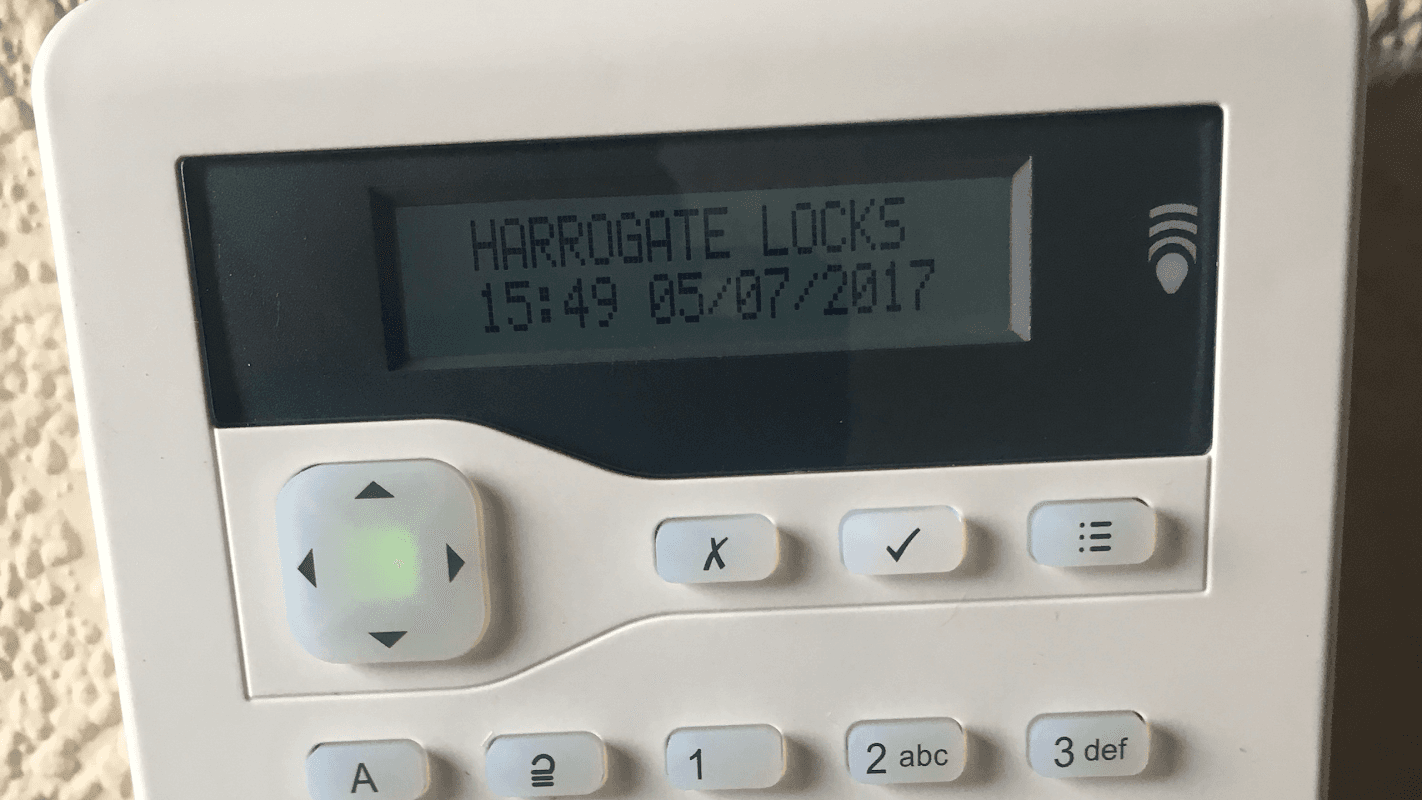 HARROGATE LOCKS
15:49 05/07/2017
A
1
2 abc
3 def